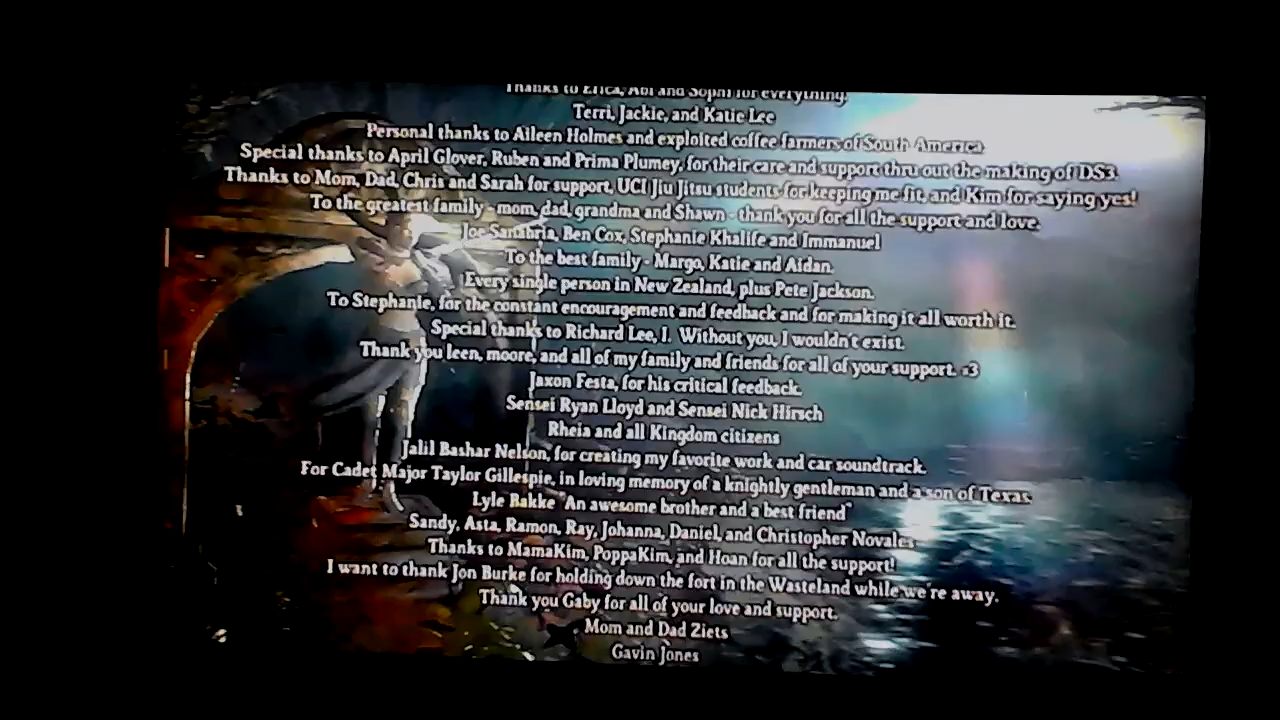 Thanks to Erica, Abi and Sophi for everything.
Terri, Jackie, and Katie Lee
Personal thanks to Aileen Holmes and exploited coffee farmers of South America
Special thanks to April Glover, Ruben and Prima Plumey, for their care and support thru out the making of DS3.
Thanks to Mom, Dad, Chris and Sarah for support, UCI Jiu Jitsu students for keeping me fit, and Kim for saying yes!
To the greatest family - mom, dad, grandma and Shawn - thank you for all the support and love.
Joe Sanabria, Ben Cox, Stephanie Khalife and Immanuel
To the best family - Margo, Katie and Aidan.
Every single person in New Zealand, plus Pete Jackson.
To Stephanie, for the constant encouragement and feedback and for making it all worth it.
Special thanks to Richard Lee, I. Without you, I wouldn't exist.
Thank you leen, moore, and all of my family and friends for all of your support. <3
Jaxon Festa, for his critical feedback.
Sensei Ryan Lloyd and Sensei Nick Hirsch
Rheia and all Kingdom citizens
Jalil Bashar Nelson, for creating my favorite work and car soundtrack.
For Cadet Major Taylor Gillespie, in loving memory of a knightly gentleman and a son of Texas.
Lyle Bakke "An awesome brother and a best friend"
Sandy, Asta, Ramon, Ray, Johanna, Daniel, and Christopher Novales.
Thanks to MamaKim, PoppaKim, and Hoan for all the support!
I want to thank Jon Burke for holding down the fort in the Wasteland while we're away.
Thank you Gaby for all of your love and support.
Mom and Dad Ziets
Gavin Jones